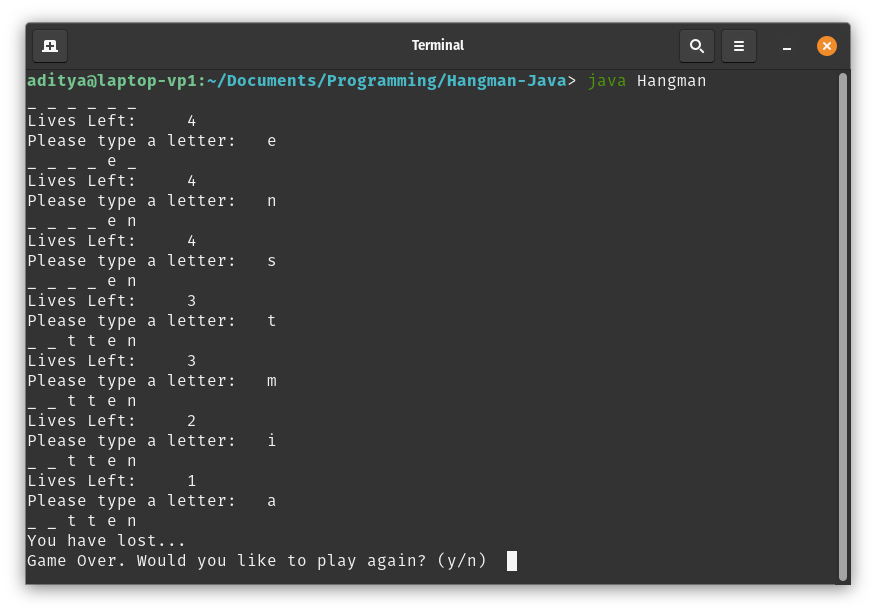 Terminal
aditya@laptop-vp1:~/Documents/Programming/Hangman-Java> java Hangman
_ _ _ _ _ _
Lives Left:     4
Please type a letter:   e
_ _ _ _ e _
Lives Left:     4
Please type a letter:   n
_ _ _ _ e n
Lives Left:     4
Please type a letter:   s
_ _ _ _ e n
Lives Left:     3
Please type a letter:   t
_ _ t t e n
Lives Left:     3
Please type a letter:   m
_ _ t t e n
Lives Left:     2
Please type a letter:   i
_ _ t t e n
Lives Left:     1
Please type a letter:   a
_ _ t t e n
You have lost...
Game Over. Would you like to play again? (y/n)